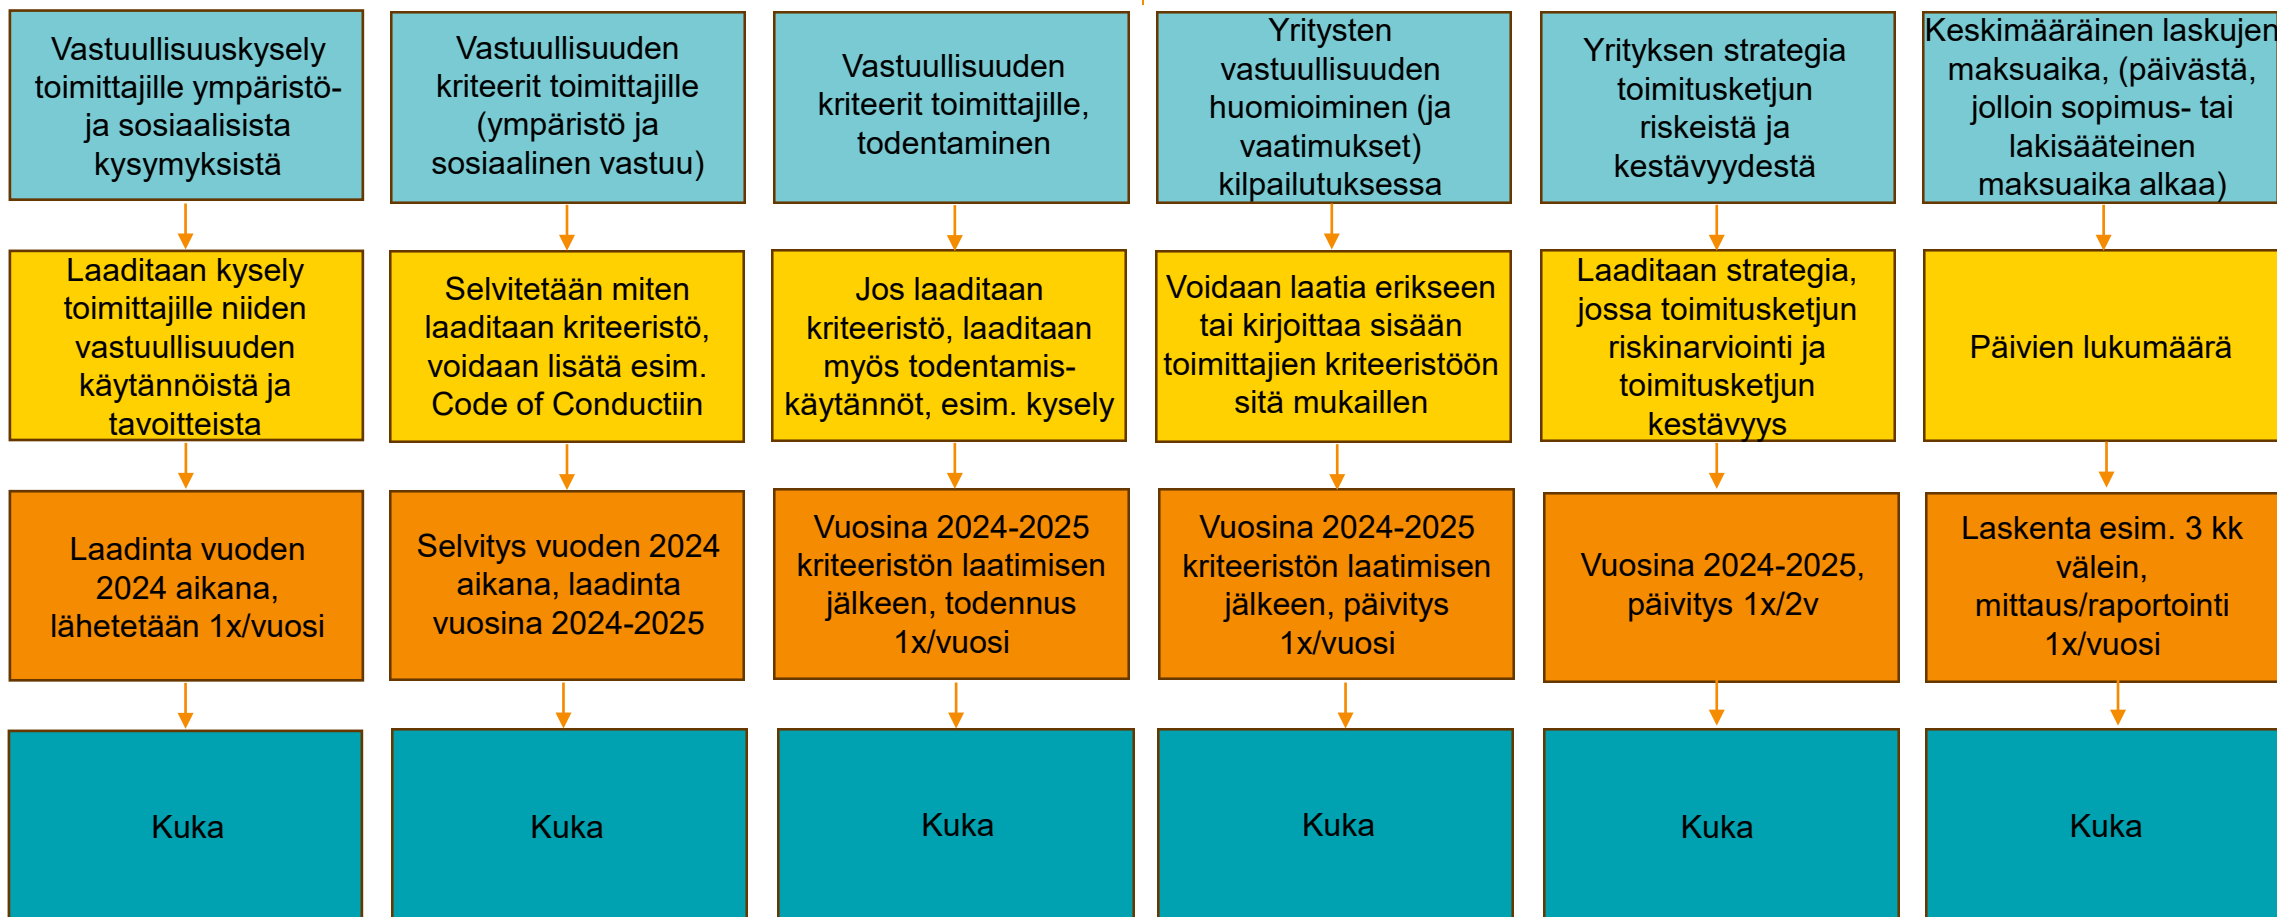 Vastuullisuuskysely
toimittajille ympäristö-
ja sosiaalisista
kysymyksistä
Vastuullisuuden
kriteerit toimittajille
(ympäristö ja
sosiaalinen vastuu)
Vastuullisuuden
kriteerit toimittajille,
todentaminen
Yritysten
vastuullisuuden
huomioiminen (ja
vaatimukset)
kilpailutuksessa
Yrityksen strategia
toimitusketjun
riskeistä ja
kestävyydestä
Keskimääräinen laskujen
maksuaika, (päivästä,
jolloin sopimus- tai
lakisääteinen
maksuaika alkaa)
Laaditaan kysely
toimittajille niiden
vastuullisuuden
käytännöistä ja
tavoitteista
Selvitetään miten
laaditaan kriteeristö,
voidaan lisätä esim.
Code of Conductiin
Jos laaditaan
kriteeristö, laaditaan
myös todentamis-
käytännöt, esim. kysely
Voidaan laatia erikseen
tai kirjoittaa sisään
toimittajien kriteeristöön
sitä mukaillen
Laaditaan strategia,
jossa toimitusketjun
riskinarviointi ja
toimitusketjun
kestävyys
Päivien lukumäärä
Laadinta vuoden
2024 aikana,
lähetetään 1x/vuosi
Selvitys vuoden 2024
aikana, laadinta
vuosina 2024-2025
Vuosina 2024-2025
kriteeristön laatimisen
jälkeen, todennus
1x/vuosi
Vuosina 2024-2025
kriteeristön laatimisen
jälkeen, päivitys
1x/vuosi
Vuosina 2024-2025,
päivitys 1x/2v
Laskenta esim. 3 kk
välein,
mittaus/raportointi
1x/vuosi
Kuka
Kuka
Kuka
Kuka
Kuka
Kuka